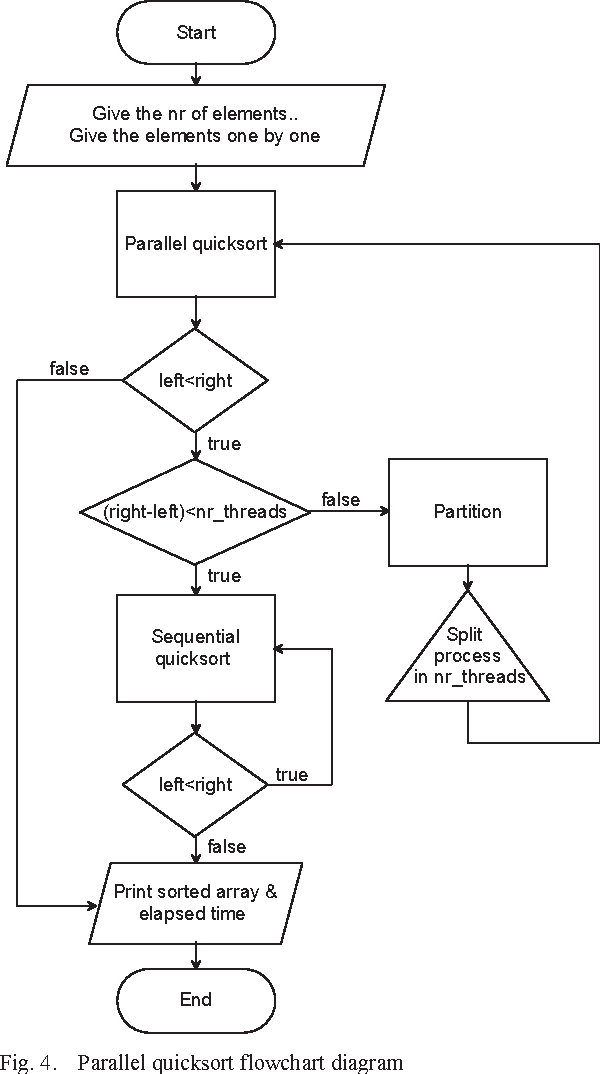 Start
Give the nr of elements..
Give the elements one by one
Parallel quicksort
false
left<right
true
(right-left)<nr_threads
false
Partition
true
Sequential
quicksort
Split
process
in nr_threads
left<right
true
false
Print sorted array &
elapsed time
End
Fig. 4. Parallel quicksort flowchart diagram